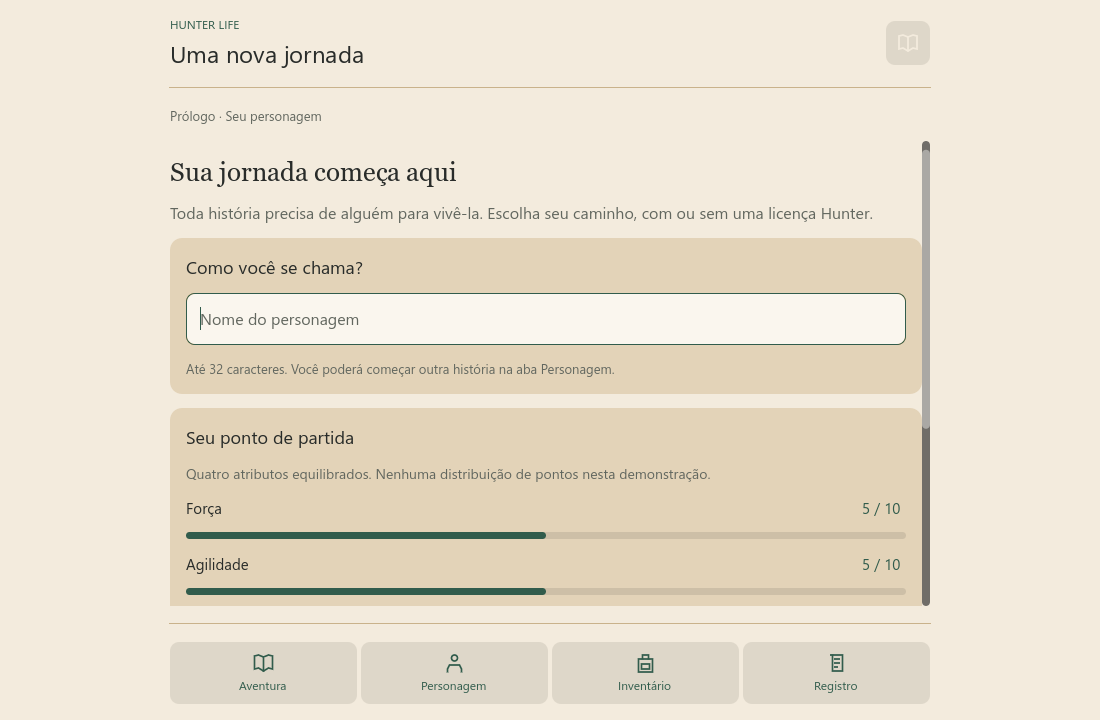 HUNTER LIFE
Uma nova jornada
Prólogo · Seu personagem
Sua jornada começa aqui
Toda história precisa de alguém para vivê-la. Escolha seu caminho, com ou sem uma licença Hunter.
Como você se chama?
Nome do personagem
Até 32 caracteres. Você poderá começar outra história na aba Personagem.
Seu ponto de partida
Quatro atributos equilibrados. Nenhuma distribuição de pontos nesta demonstração.
Força 5 / 10
Agilidade 5 / 10
Aventura Personagem Inventário Registro